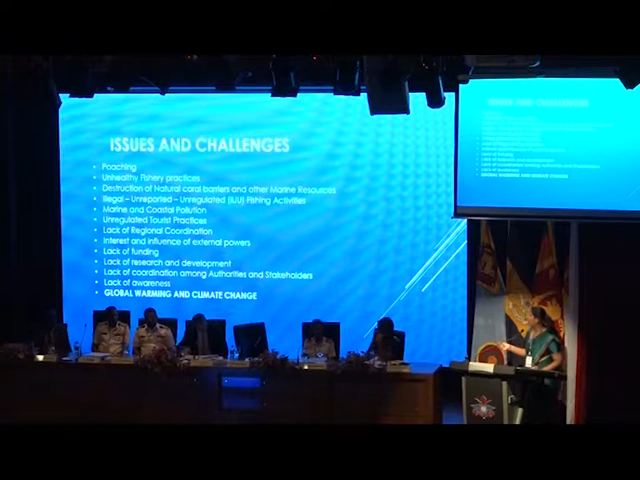 ISSUES AND CHALLENGES
• Poaching
• Unhealthy Fishery practices
• Destruction of Natural coral barriers and other Marine Resources
• Illegal – Unreported – Unregulated (IUU) Fishing Activities
• Marine and Coastal Pollution
• Unregulated Tourist Practices
• Lack of Regional Coordination
• Interest and influence of external powers
• Lack of funding
• Lack of research and development
• Lack of coordination among Authorities and Stakeholders
• Lack of awareness
• GLOBAL WARMING AND CLIMATE CHANGE